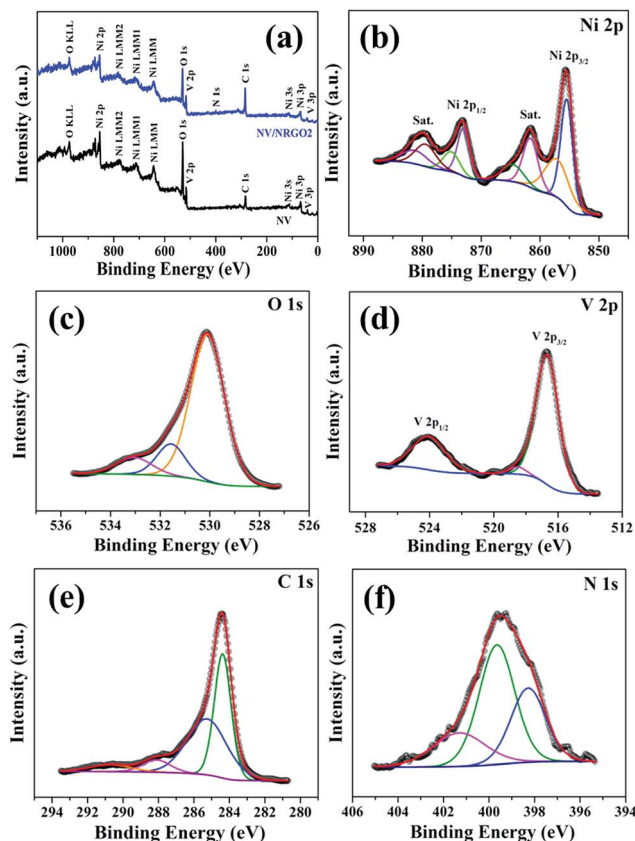 (a)
Intensity (a.u.)
O KLL
Ni 2p
Ni LMM2
Ni LMM1
Ni LMM
O 1s
V 2p
N 1s
C 1s
Ni 3s
Ni 3p
V 3p
NV/NRGO2
O KLL
Ni 2p
Ni LMM2
Ni LMM1
Ni LMM
O 1s
V 2p
C 1s
Ni 3s
Ni 3p
V 3p
NV
1000 800 600 400 200 0
Binding Energy (eV)
(b)
Ni 2p
Intensity (a.u.)
Sat.
Ni 2p1/2
Sat.
Ni 2p3/2
890 880 870 860 850
Binding Energy (eV)
(c)
O 1s
Intensity (a.u.)
536 534 532 530 528 526
Binding Energy (eV)
(d)
V 2p
Intensity (a.u.)
V 2p1/2
V 2p3/2
528 524 520 516 512
Binding Energy (eV)
(e)
C 1s
Intensity (a.u.)
294 292 290 288 286 284 282 280
Binding Energy (eV)
(f)
N 1s
Intensity (a.u.)
406 404 402 400 398 396 394
Binding Energy (eV)